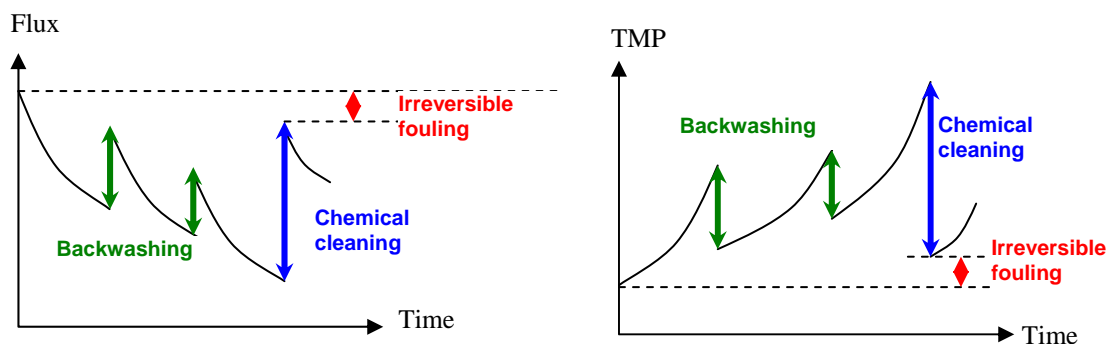 Flux
Irreversible
fouling
Backwashing
Chemical
cleaning
Time
TMP
Backwashing
Chemical
cleaning
Irreversible
fouling
Time